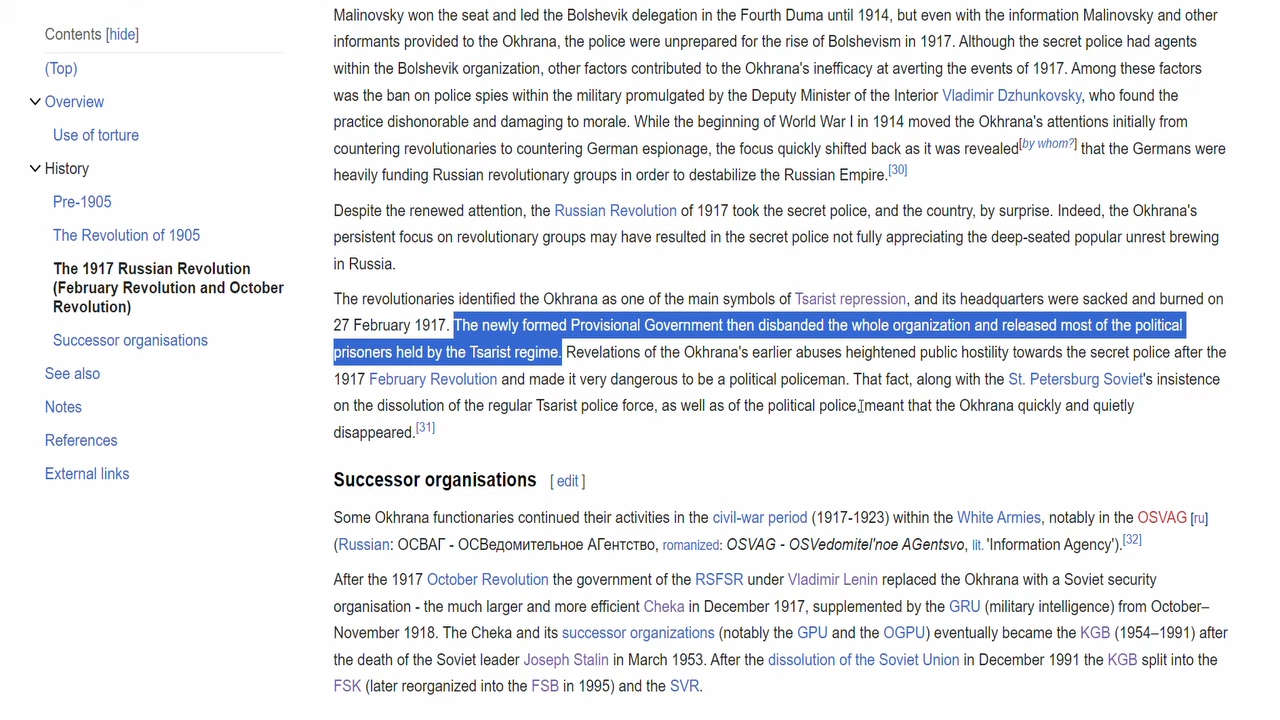 Contents [hide]
(Top)
Overview
Use of torture
History
Pre-1905
The Revolution of 1905
The 1917 Russian Revolution
(February Revolution and October
Revolution)
Successor organisations
See also
Notes
References
External links
Malinovsky won the seat and led the Bolshevik delegation in the Fourth Duma until 1914, but even with the information Malinovsky and other
informants provided to the Okhrana, the police were unprepared for the rise of Bolshevism in 1917. Although the secret police had agents
within the Bolshevik organization, other factors contributed to the Okhrana's inefficacy at averting the events of 1917. Among these factors
was the ban on police spies within the military promulgated by the Deputy Minister of the Interior Vladimir Dzhunkovsky, who found the
practice dishonorable and damaging to morale. While the beginning of World War I in 1914 moved the Okhrana's attentions initially from
countering revolutionaries to countering German espionage, the focus quickly shifted back as it was revealed[by whom?] that the Germans were
heavily funding Russian revolutionary groups in order to destabilize the Russian Empire.[30]
Despite the renewed attention, the Russian Revolution of 1917 took the secret police, and the country, by surprise. Indeed, the Okhrana's
persistent focus on revolutionary groups may have resulted in the secret police not fully appreciating the deep-seated popular unrest brewing
in Russia.
The revolutionaries identified the Okhrana as one of the main symbols of Tsarist repression, and its headquarters were sacked and burned on
27 February 1917. The newly formed Provisional Government then disbanded the whole organization and released most of the political
prisoners held by the Tsarist regime. Revelations of the Okhrana's earlier abuses heightened public hostility towards the secret police after the
1917 February Revolution and made it very dangerous to be a political policeman. That fact, along with the St. Petersburg Soviet's insistence
on the dissolution of the regular Tsarist police force, as well as of the political police, meant that the Okhrana quickly and quietly
disappeared.[31]
Successor organisations [ edit ]
Some Okhrana functionaries continued their activities in the civil-war period (1917-1923) within the White Armies, notably in the OSVAG [ru]
(Russian: ОСВАГ - ОСВедомительное АГентство, romanized: OSVAG - OSVedomitel'noe AGentsvo, lit. 'Information Agency').[32]
After the 1917 October Revolution the government of the RSFSR under Vladimir Lenin replaced the Okhrana with a Soviet security
organisation - the much larger and more efficient Cheka in December 1917, supplemented by the GRU (military intelligence) from October–
November 1918. The Cheka and its successor organizations (notably the GPU and the OGPU) eventually became the KGB (1954–1991) after
the death of the Soviet leader Joseph Stalin in March 1953. After the dissolution of the Soviet Union in December 1991 the KGB split into the
FSK (later reorganized into the FSB in 1995) and the SVR.